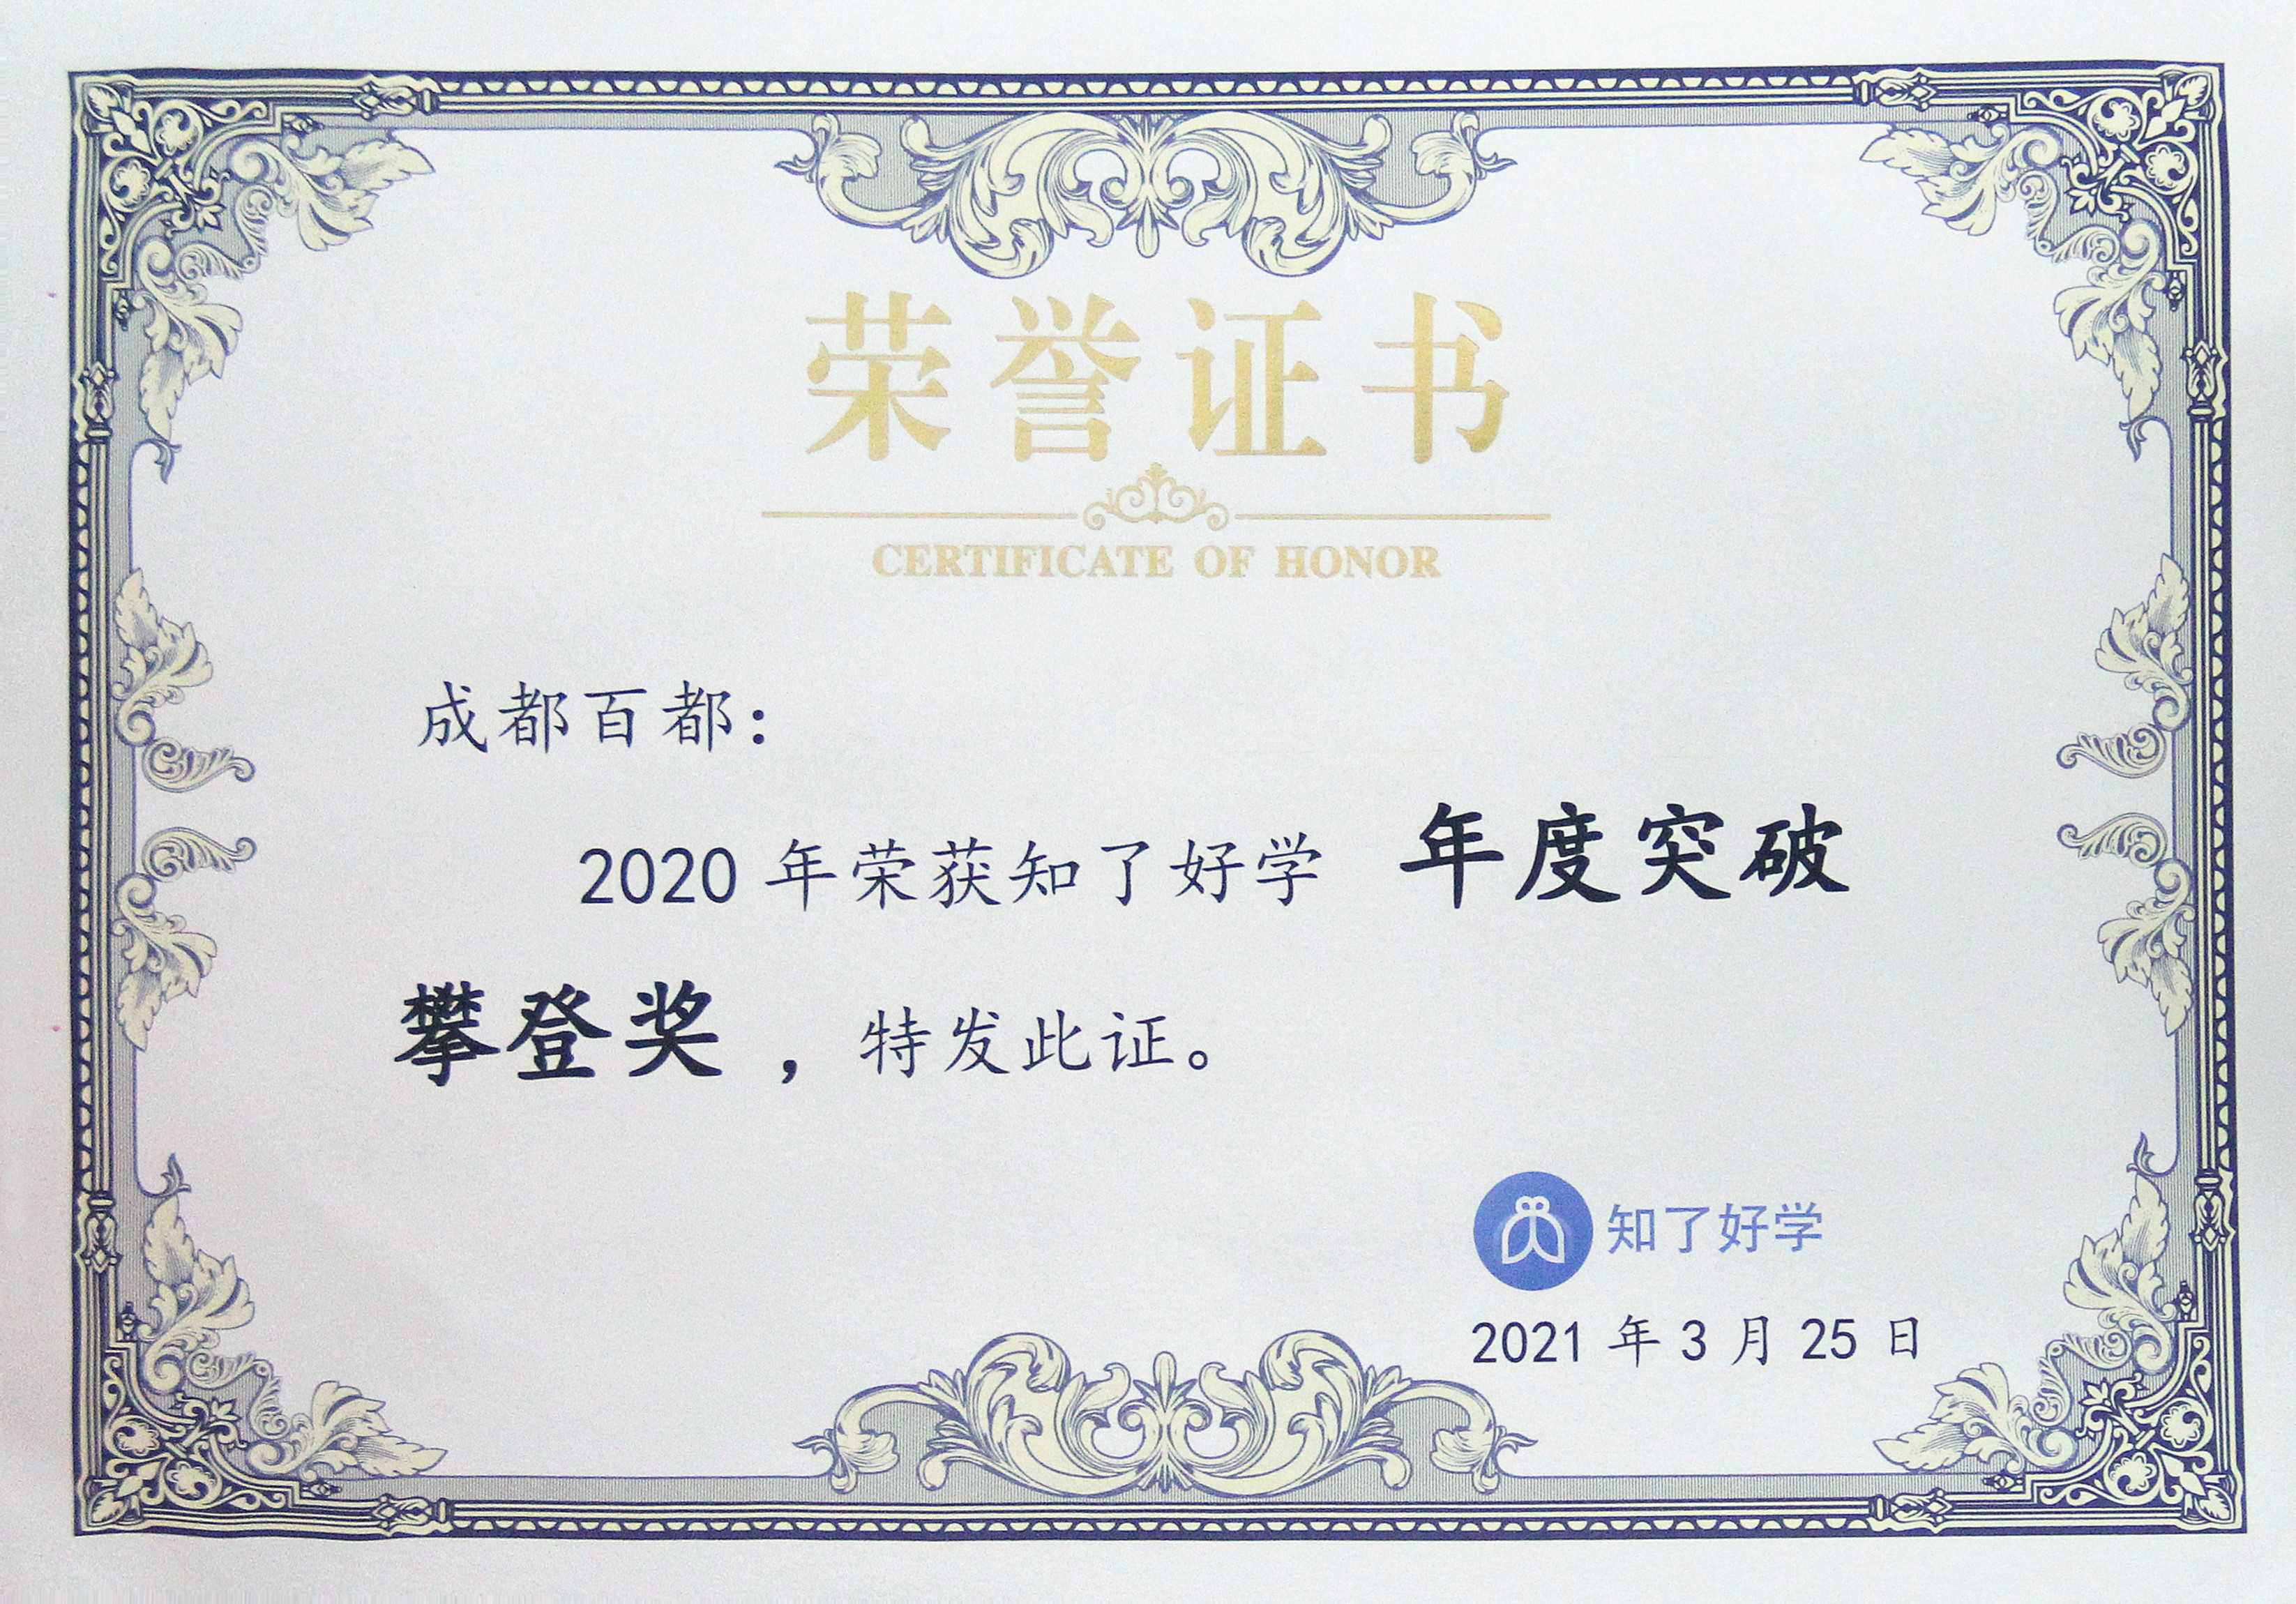 荣誉证书
CERTIFICATE OF HONOR
成都百都：
2020 年荣获知了好学 年度突破
攀登奖 ，特发此证。
知了好学
2021 年 3 月 25 日